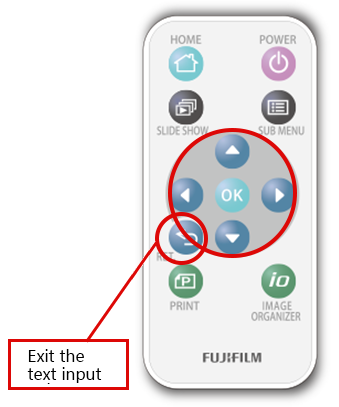 HOME POWER
SLIDE SHOW SUB MENU
OK
RET
P io
PRINT IMAGE
ORGANIZER
FUJIFILM
Exit the
text input